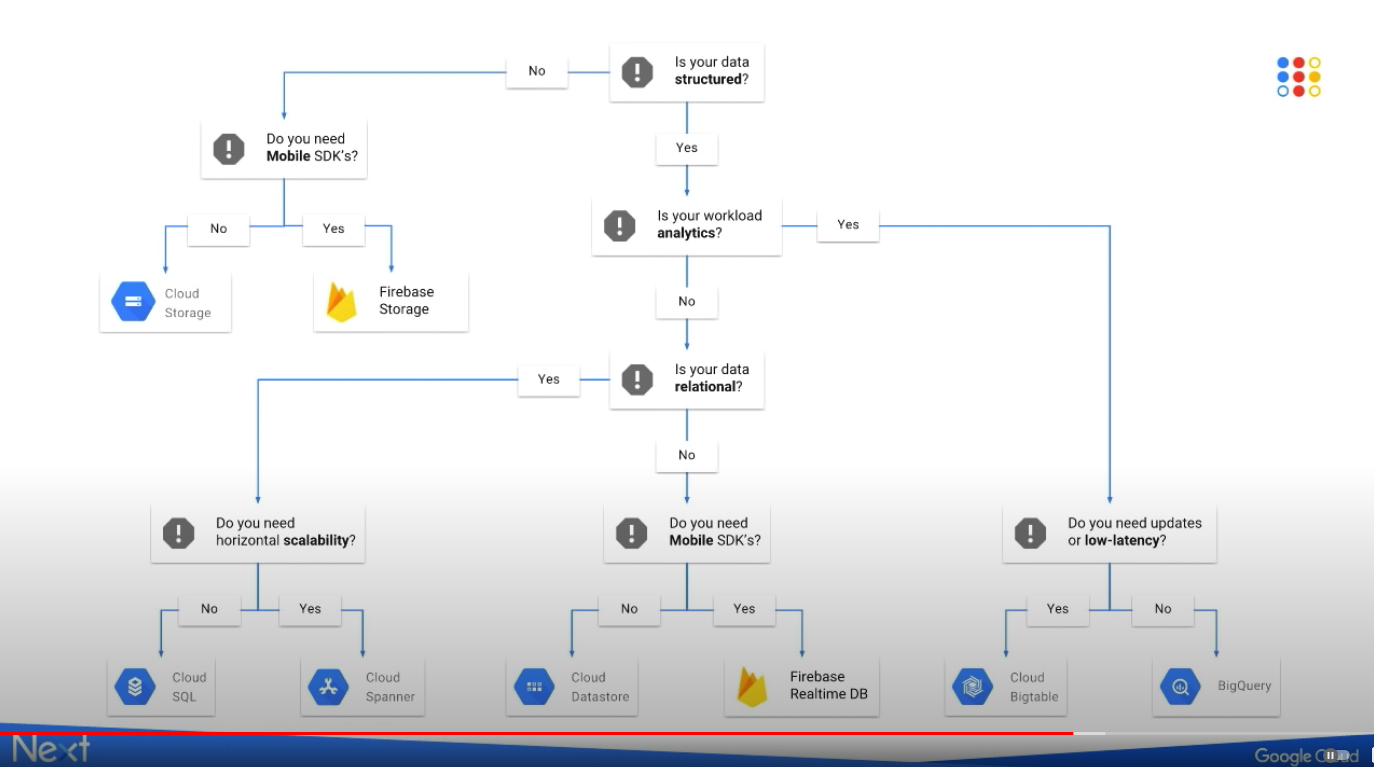 Is your data
structured?
No
Do you need
Mobile SDK's?
Yes
No
Yes
Is your workload
analytics?
Yes
Cloud
Storage
Firebase
Storage
No
Is your data
relational?
Yes
No
Do you need
horizontal scalability?
Do you need
Mobile SDK's?
Do you need updates
or low-latency?
No
Yes
No
Yes
Yes
No
Cloud
SQL
Cloud
Spanner
Cloud
Datastore
Firebase
Realtime DB
Cloud
Bigtable
BigQuery
Next
Google Cloud